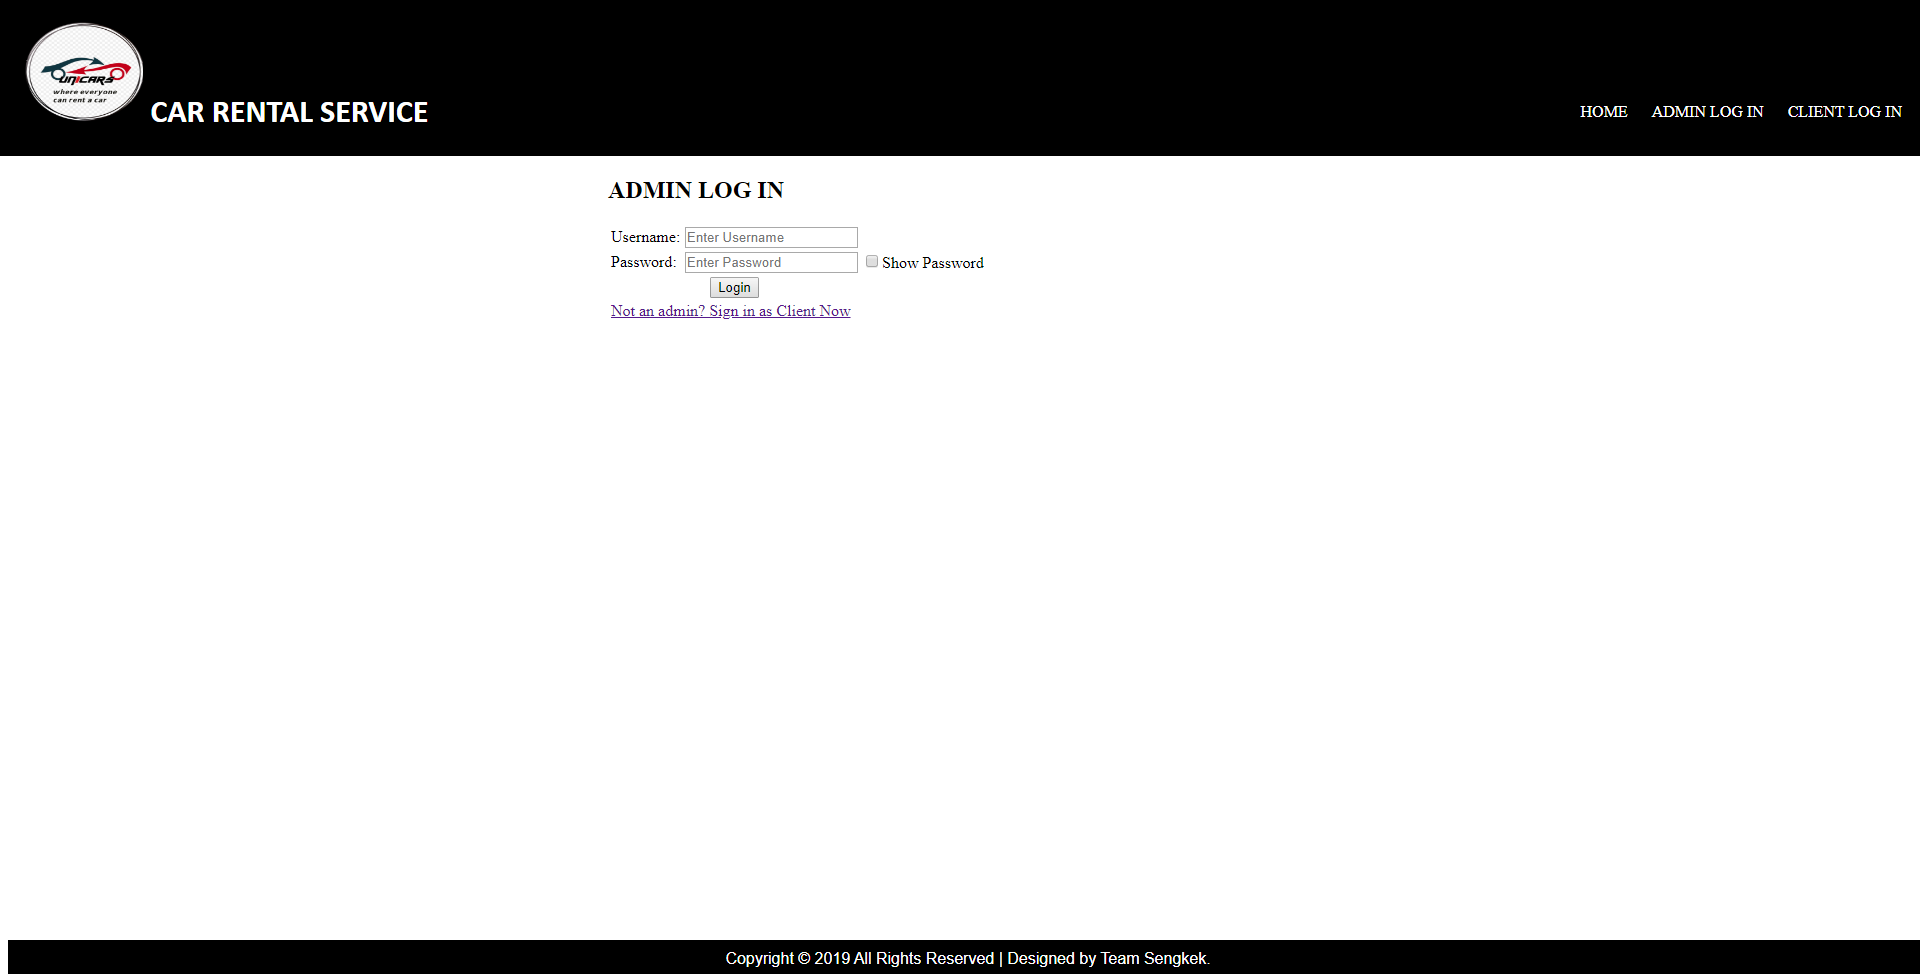 UNICARS
where everyone
can rent a car
CAR RENTAL SERVICE
HOME ADMIN LOG IN CLIENT LOG IN
ADMIN LOG IN
Username: Enter Username
Password: Enter Password Show Password
Login
Not an admin? Sign in as Client Now
Copyright © 2019 All Rights Reserved | Designed by Team Sengkek.